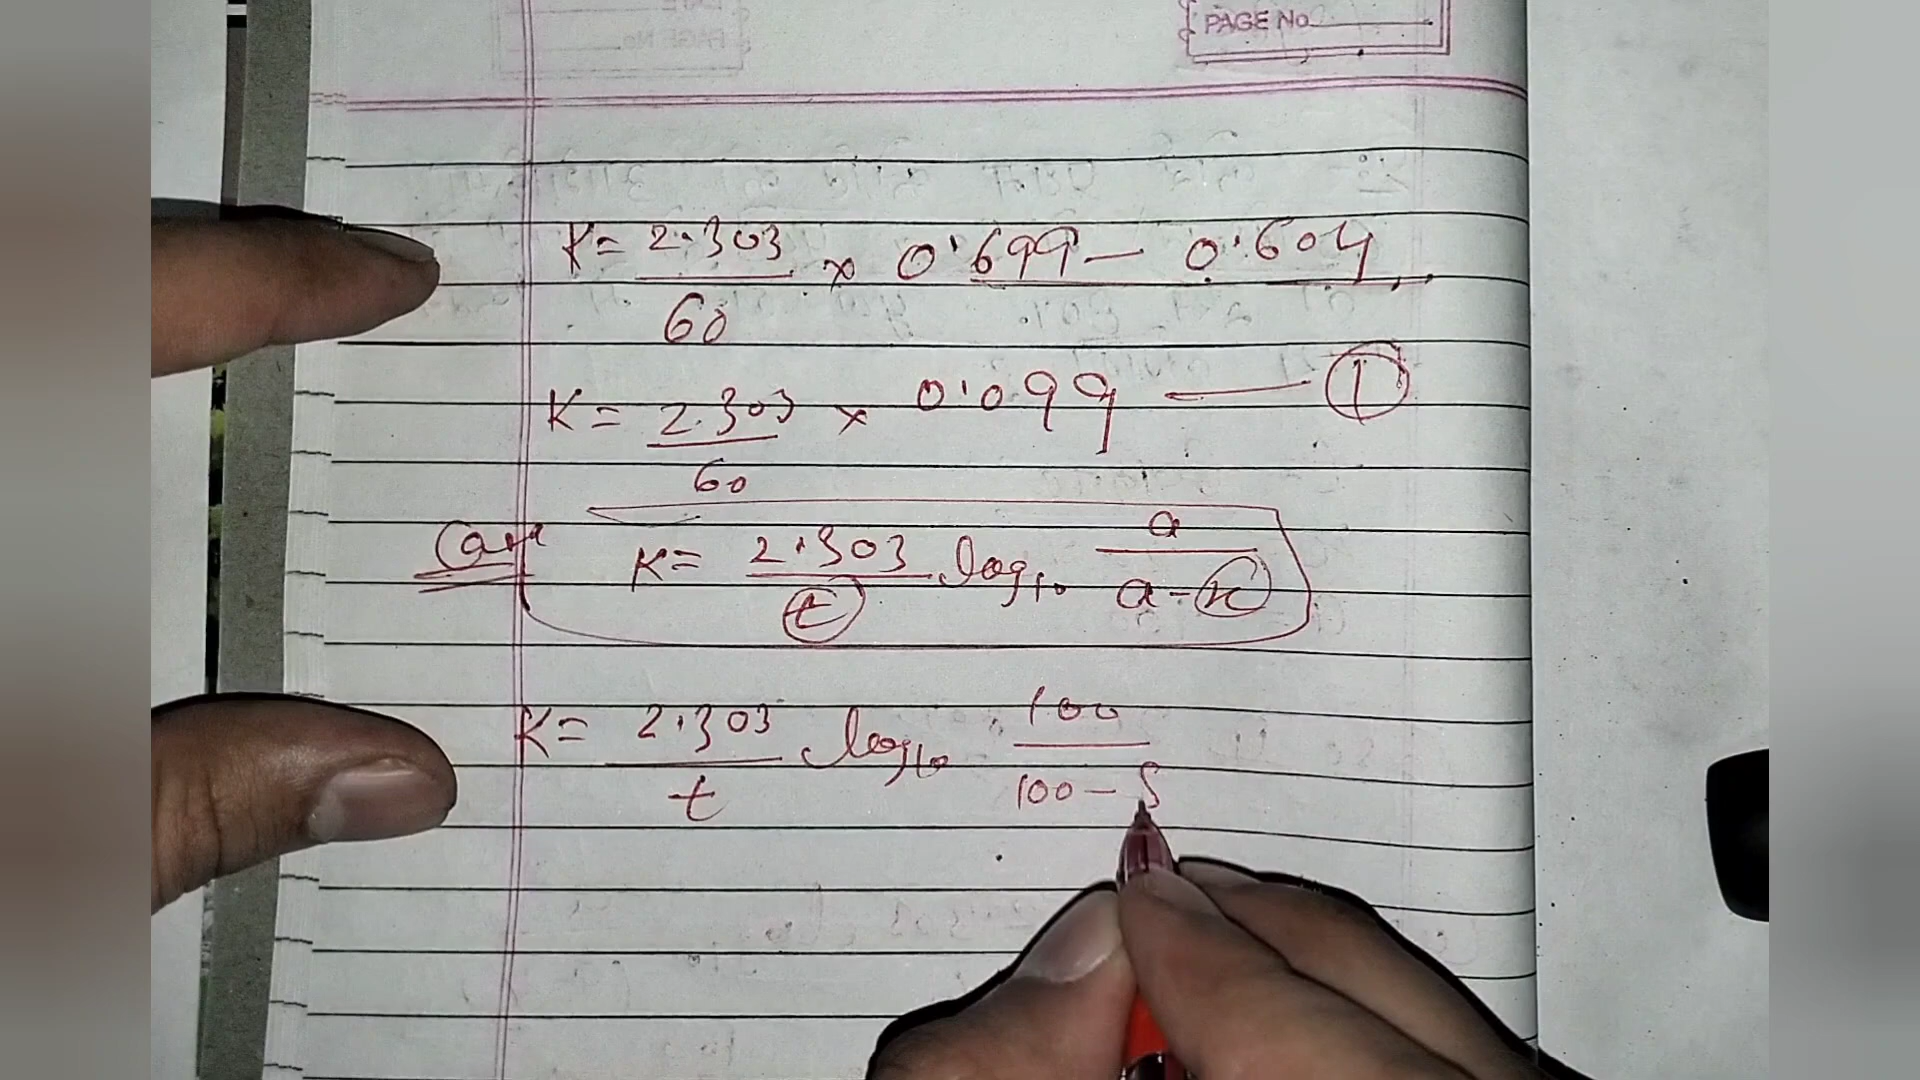 PAGE No
K = 2.303 / 60 × 0.699 — 0.604
K = 2.303 / 60 × 0.099 — ①
Case K = 2.303 / t log₁₀ a / a - x
K = 2.303 / t log₁₀ 100 / 100 - 5